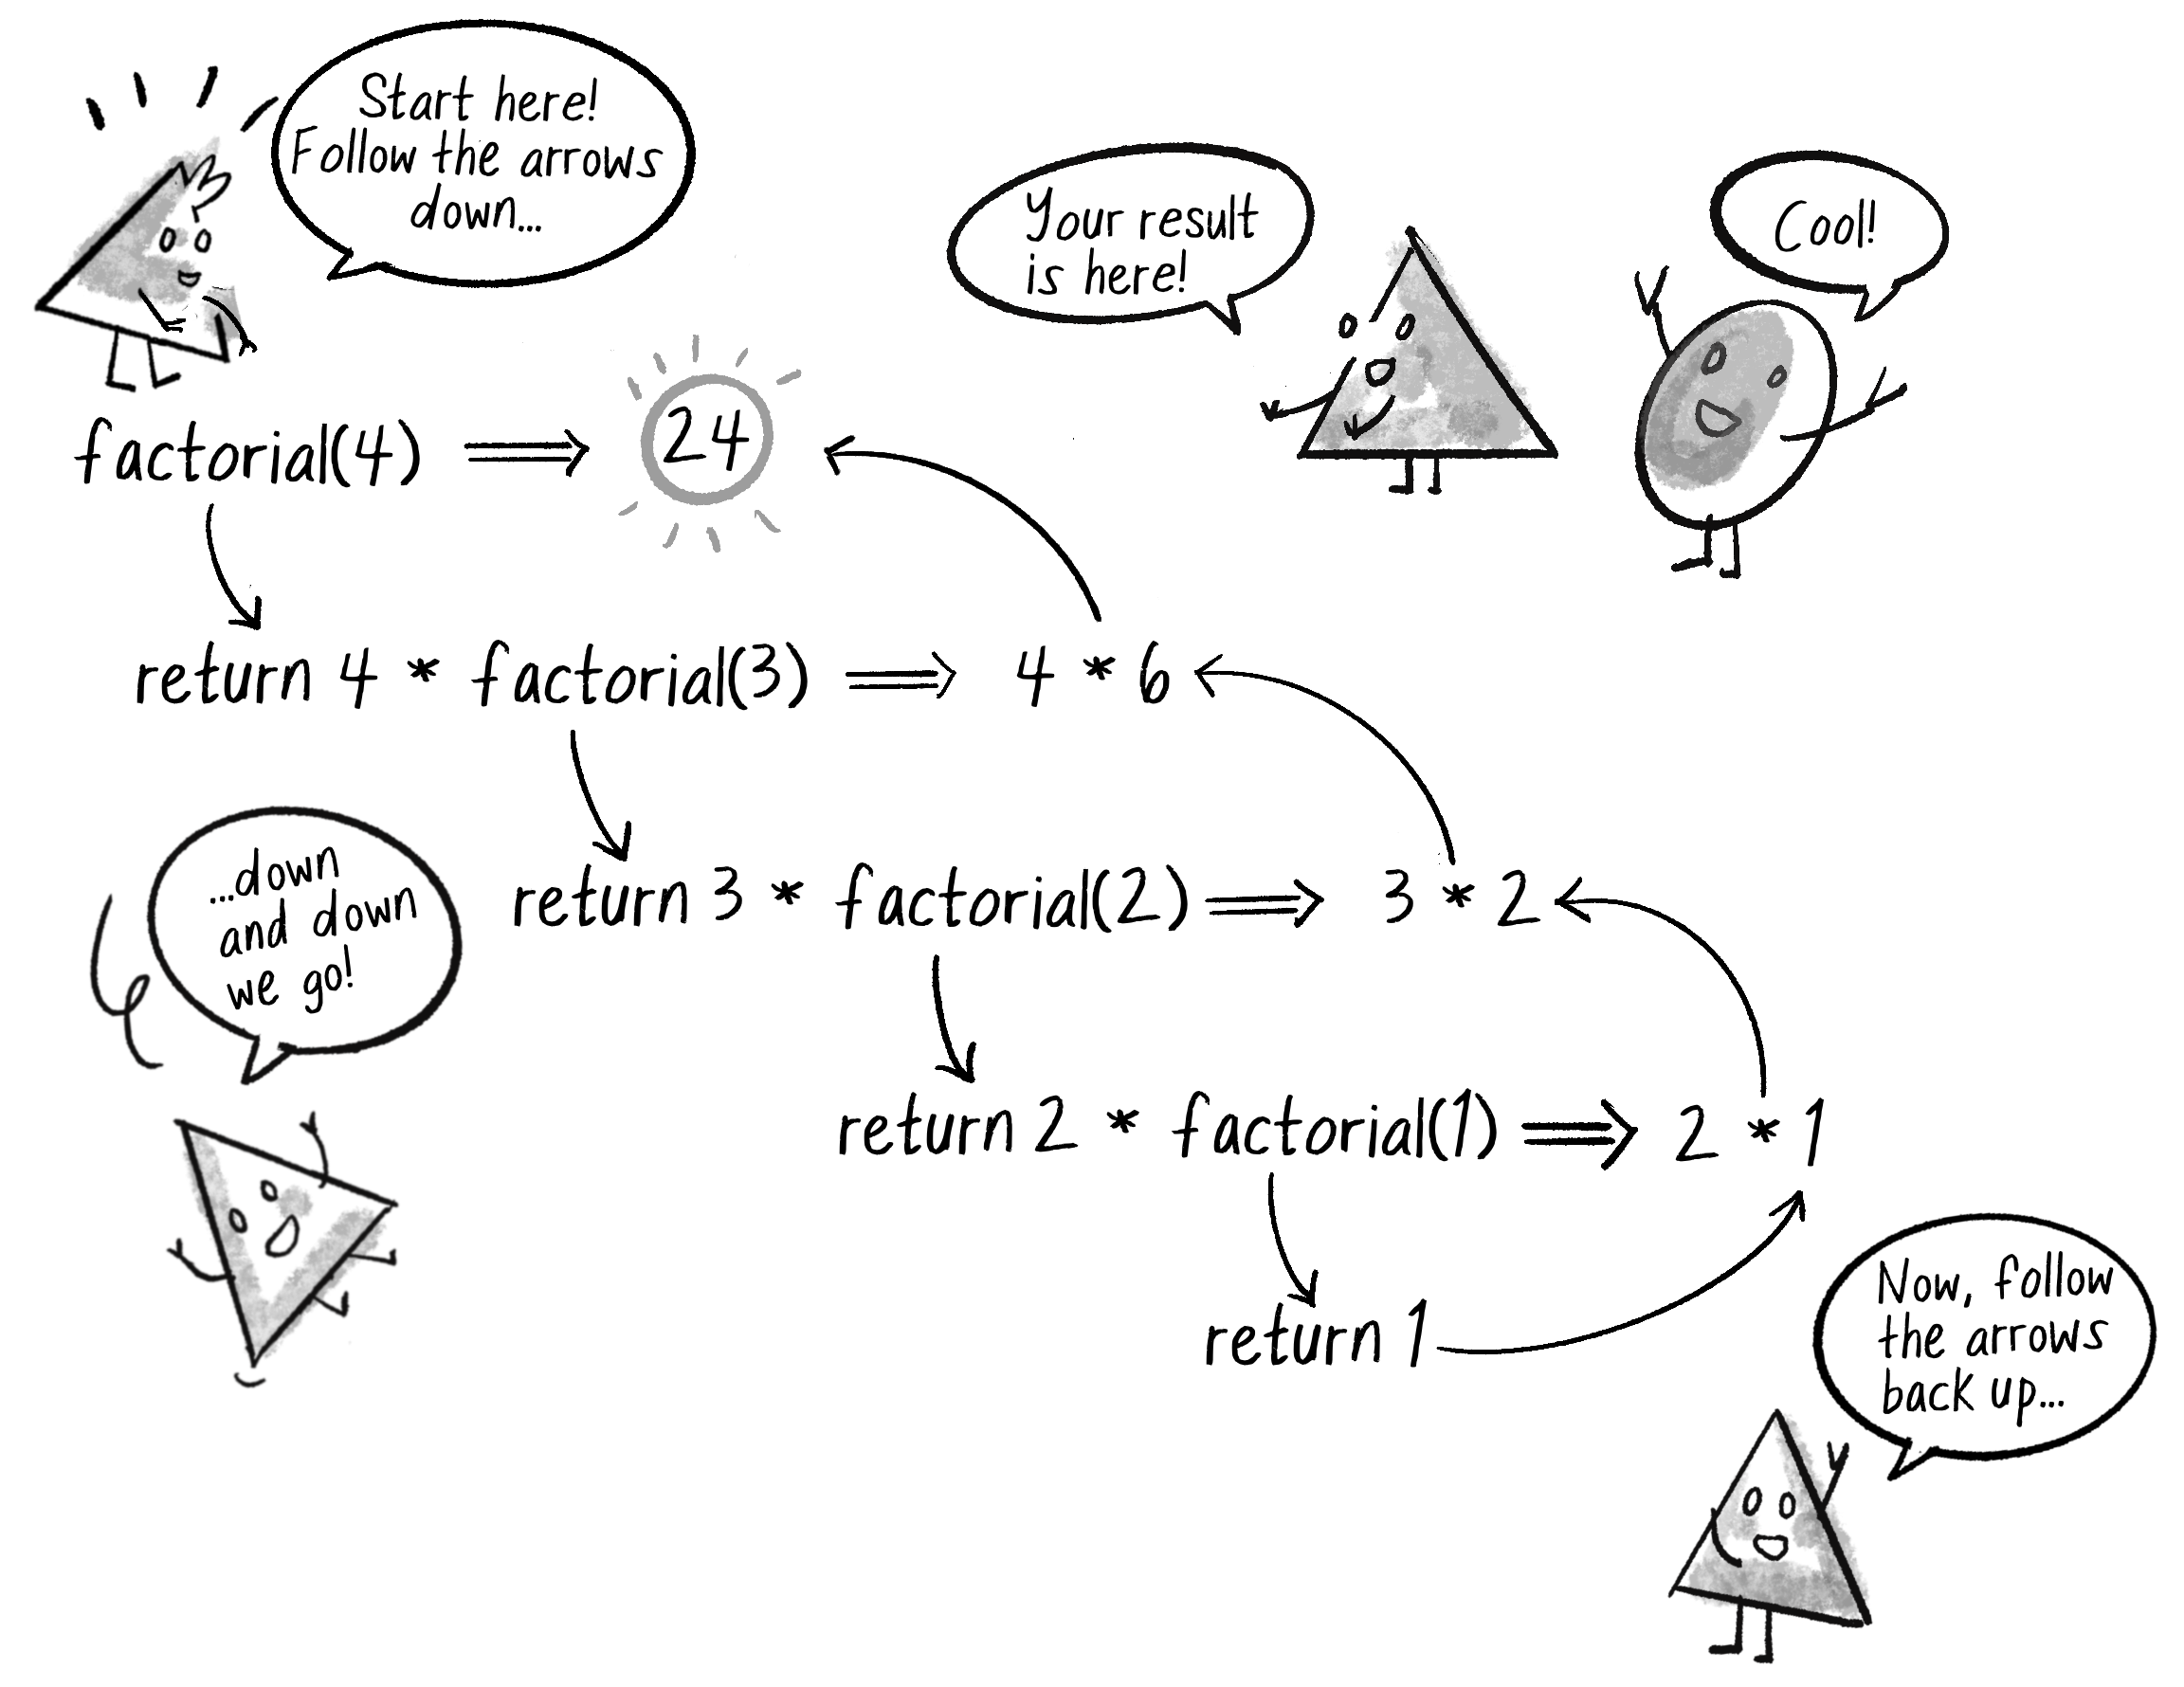 Start here!
Follow the arrows
down...
Your result
is here!
Cool!
factorial(4) ⟹ 24
return 4 * factorial(3) ⟹ 4 * 6
...down
and down
we go!
return 3 * factorial(2) ⟹ 3 * 2
return 2 * factorial(1) ⟹ 2 * 1
return 1
Now, follow
the arrows
back up...